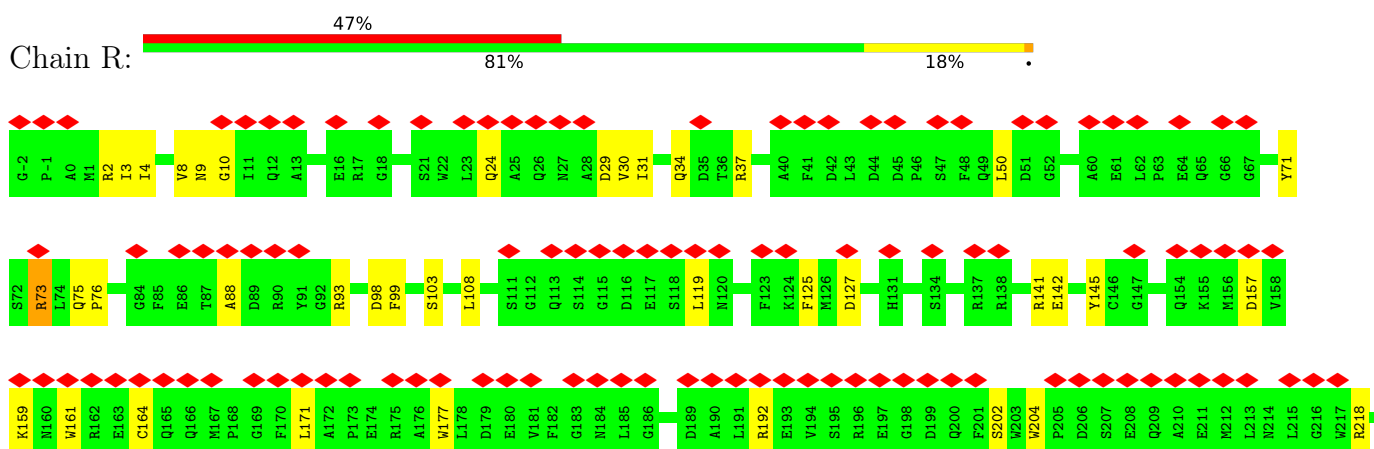 47%
Chain R:
81% 18% •
G-2 P-1 A0 M1 R2 I3 I4 V8 N9 G10 I11 Q12 A13 E16 R17 G18 S21 W22 L23 Q24 A25 Q26 N27 A28 D29 V30 I31 Q34 D35 T36 R37 A40 F41 D42 L43 D44 D45 P46 S47 F48 Q49 L50 D51 G52 A60 E61 L62 P63 E64 Q65 G66 G67 Y71
S72 R73 L74 Q75 P76 G84 F85 E86 T87 A88 D89 R90 Y91 G92 R93 D98 F99 S103 L108 S111 G112 Q113 S114 G115 D116 E117 S118 L119 N120 F123 K124 F125 M126 D127 H131 S134 R137 R138 R141 E142 Y145 C146 G147 Q154 K155 M156 D157 V158
K159 N160 W161 R162 E163 C164 Q165 Q166 M167 P168 G169 F170 L171 A172 P173 E174 R175 A176 W177 L178 D179 E180 V181 F182 G183 N184 L185 G186 D189 A190 L191 R192 E193 V194 S195 R196 E197 G198 D199 Q200 F201 S202 W203 W204 P205 D206 S207 E208 Q209 A210 E211 M212 L213 N214 L215 G216 W217 R218